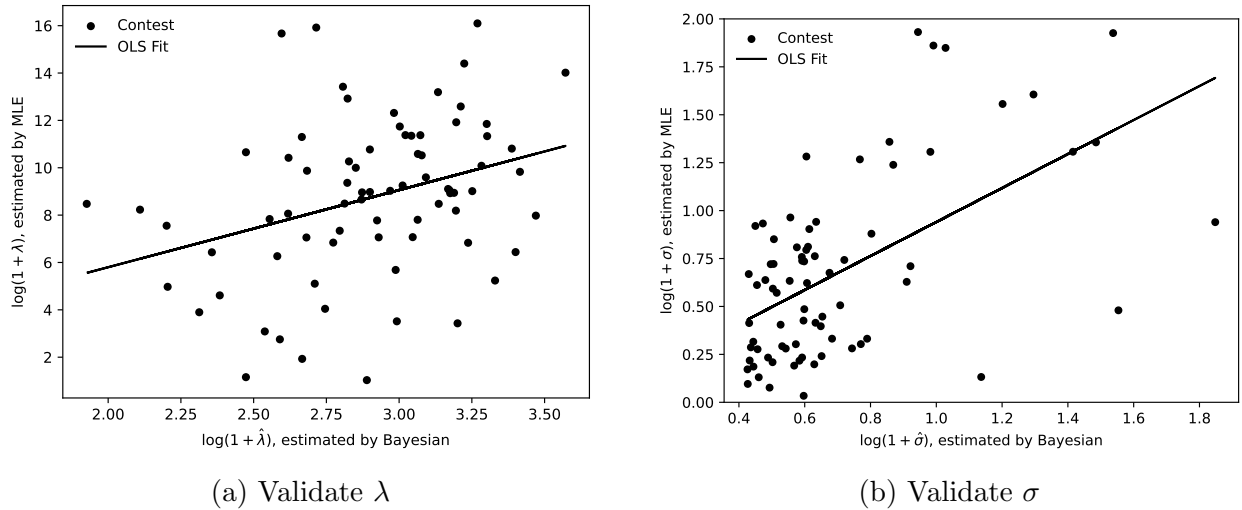 Contest
OLS Fit
16
14
12
10
8
6
4
2
log(1 + λ), estimated by MLE
2.00 2.25 2.50 2.75 3.00 3.25 3.50
log(1 + λ̂), estimated by Bayesian
(a) Validate λ
Contest
OLS Fit
2.00
1.75
1.50
1.25
1.00
0.75
0.50
0.25
0.00
log(1 + σ), estimated by MLE
0.4 0.6 0.8 1.0 1.2 1.4 1.6 1.8
log(1 + σ̂), estimated by Bayesian
(b) Validate σ